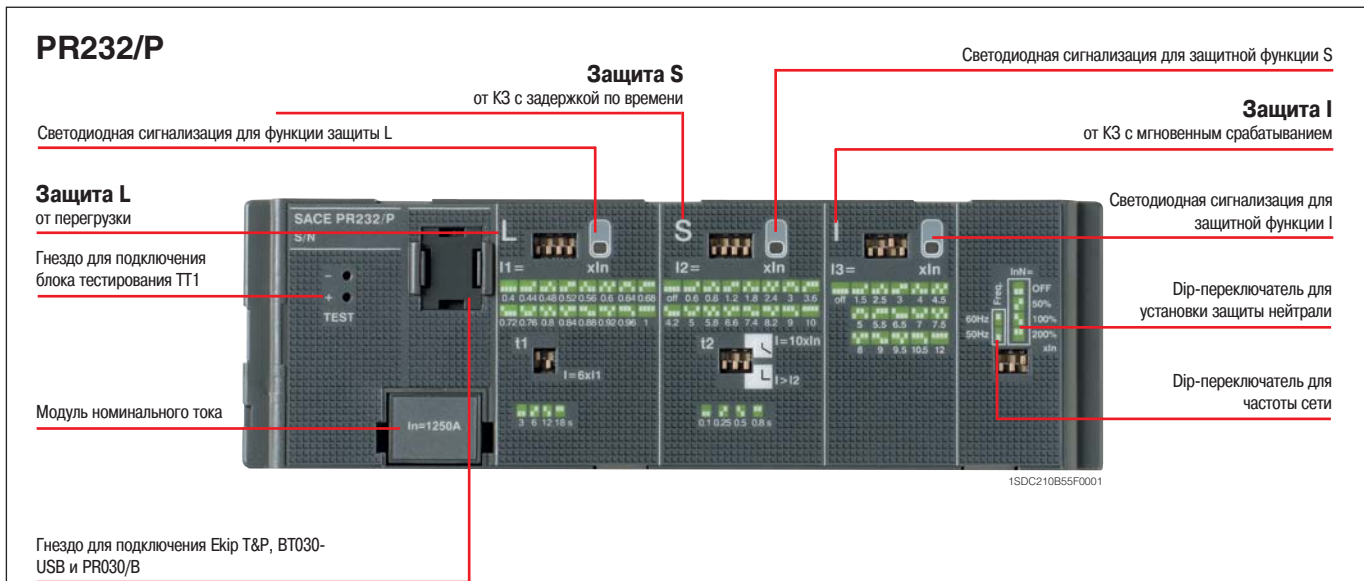 PR232/P
Светодиодная сигнализация для защитной функции S
Защита S
от КЗ с задержкой по времени
Защита I
от КЗ с мгновенным срабатыванием
Светодиодная сигнализация для функции защиты L
Защита L
от перегрузки
Светодиодная сигнализация для
защитной функции I
Гнездо для подключения
блока тестирования TT1
Dip-переключатель для
установки защиты нейтрали
Dip-переключатель для
частоты сети
Модуль номинального тока
Гнездо для подключения Ekip T&P, BT030-
USB и PR030/B
SACE PR232/P
S/N
-
+
TEST
In=1250A
L
I1=
xIn
0.4 0.44 0.48 0.52 0.56 0.6 0.64 0.68
0.72 0.76 0.8 0.84 0.88 0.92 0.96 1
t1
I=6xI1
3 6 12 18 s
S
I2=
xIn
off 0.6 0.8 1.2 1.8 2.4 3 3.6
4.2 5 5.8 6.6 7.4 8.2 9 10
t2
I=10xIn
I>I2
0.1 0.25 0.5 0.8 s
I
I3=
xIn
off 1.5 2.5 3 4 4.5
5 5.5 6.5 7 7.5
8 9 9.5 10.5 12
Freq.
60Hz
50Hz
InN=
OFF
50%
100%
200%
xIn
1SDC210B55F0001